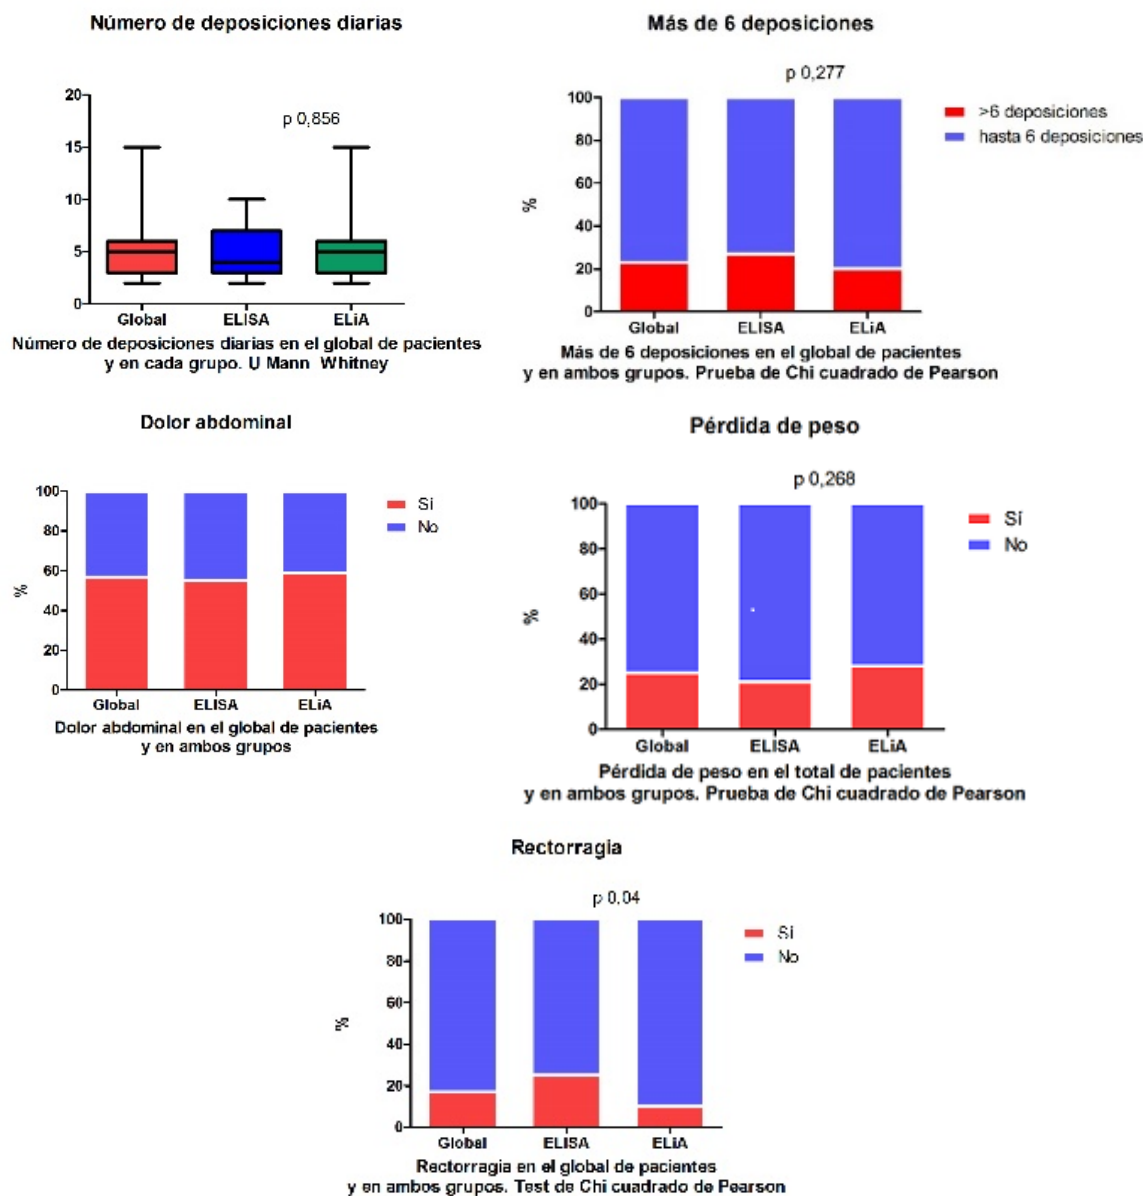 Número de deposiciones diarias
p 0,856
20
15
10
5
0
Global ELISA ELiA
Número de deposiciones diarias en el global de pacientes
y en cada grupo. U Mann Whitney
Más de 6 deposiciones
p 0,277
>6 deposiciones
hasta 6 deposiciones
%
100
80
60
40
20
0
Global ELISA ELiA
Más de 6 deposiciones en el global de pacientes
y en ambos grupos. Prueba de Chi cuadrado de Pearson
Dolor abdominal
Sí
No
%
100
80
60
40
20
0
Global ELISA ELiA
Dolor abdominal en el global de pacientes
y en ambos grupos
Pérdida de peso
p 0,268
Sí
No
%
100
80
60
40
20
0
Global ELISA ELiA
Pérdida de peso en el total de pacientes
y en ambos grupos. Prueba de Chi cuadrado de Pearson
Rectorragia
p 0,04
Sí
No
%
100
80
60
40
20
0
Global ELISA ELiA
Rectorragia en el global de pacientes
y en ambos grupos. Test de Chi cuadrado de Pearson